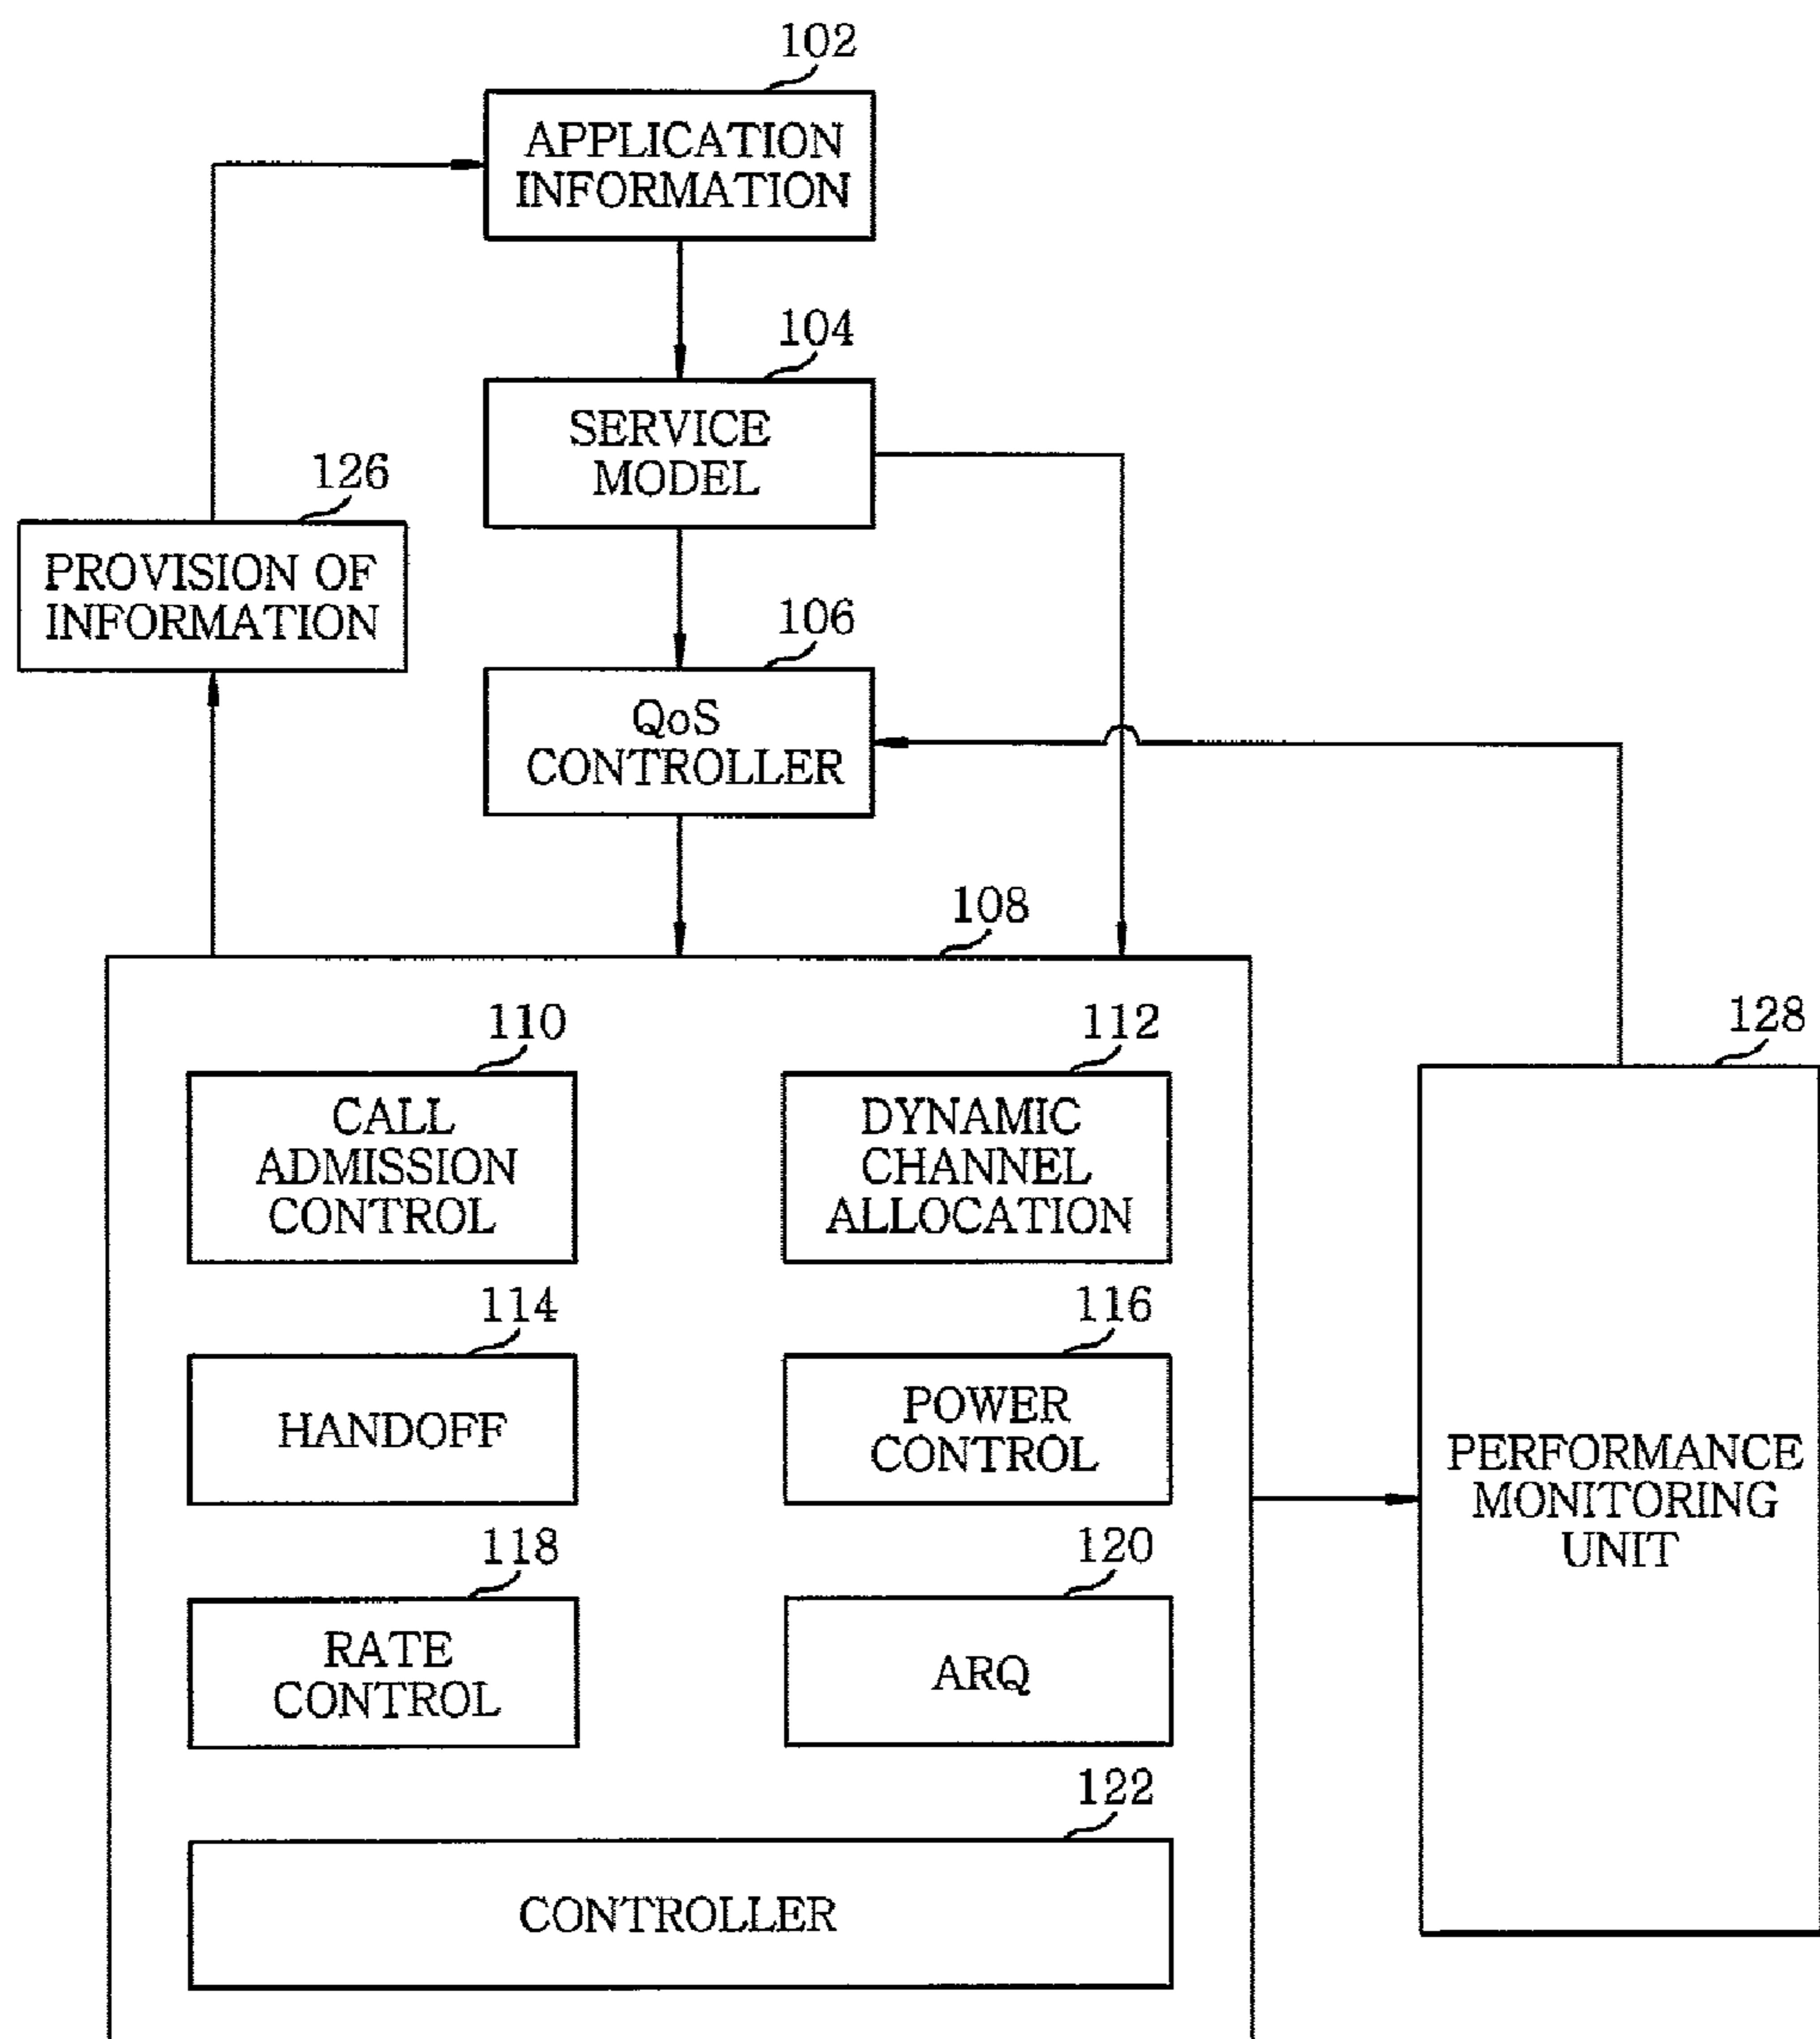 102
APPLICATION
INFORMATION
104
SERVICE
MODEL
126
PROVISION OF
INFORMATION
106
QoS
CONTROLLER
108
110
CALL
ADMISSION
CONTROL
112
DYNAMIC
CHANNEL
ALLOCATION
128
PERFORMANCE
MONITORING
UNIT
114
HANDOFF
116
POWER
CONTROL
118
RATE
CONTROL
120
ARQ
122
CONTROLLER